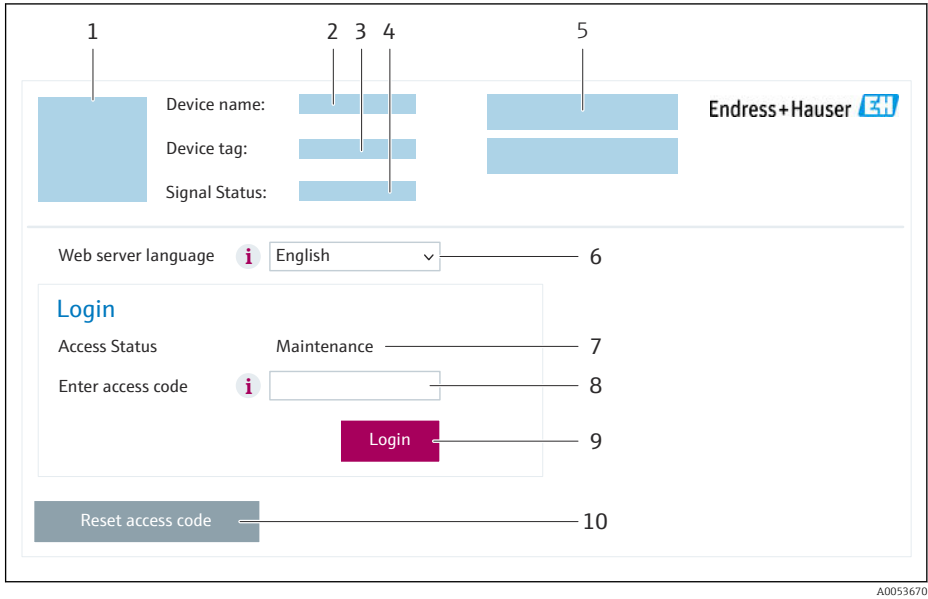 1 2 3 4 5
Device name:
Endress+Hauser EH
Device tag:
Signal Status:
Web server language i English 6
Login
Access Status Maintenance 7
Enter access code i 8
Login 9
Reset access code 10
A0053670